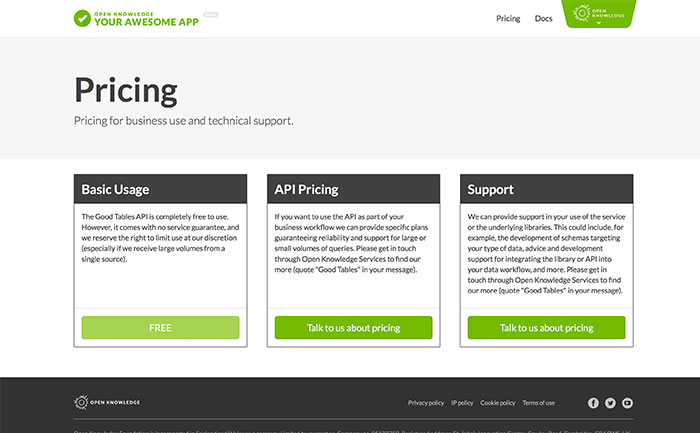 OPEN KNOWLEDGE
YOUR AWESOME APP
Pricing Docs
OPEN
KNOWLEDGE
Pricing
Pricing for business use and technical support.
Basic Usage
The Good Tables API is completely free to use.
However, it comes with no service guarantee, and
we reserve the right to limit use at our discretion
(especially if we receive large volumes from a
single source).
FREE
API Pricing
If you want to use the API as part of your
business workflow we can provide specific plans
guaranteeing reliability and support for large or
small volumes of queries. Please get in touch
through Open Knowledge Services to find our
more (quote "Good Tables" in your message).
Talk to us about pricing
Support
We can provide support in your use of the service
or the underlying libraries. This could include, for
example, the development of schemas targeting
your type of data, advice and development
support for integrating the library or API into
your data workflow, and more. Please get in
touch through Open Knowledge Services to find
our more (quote "Good Tables" in your message).
Talk to us about pricing
OPEN KNOWLEDGE
Privacy policy IP policy Cookie policy Terms of use